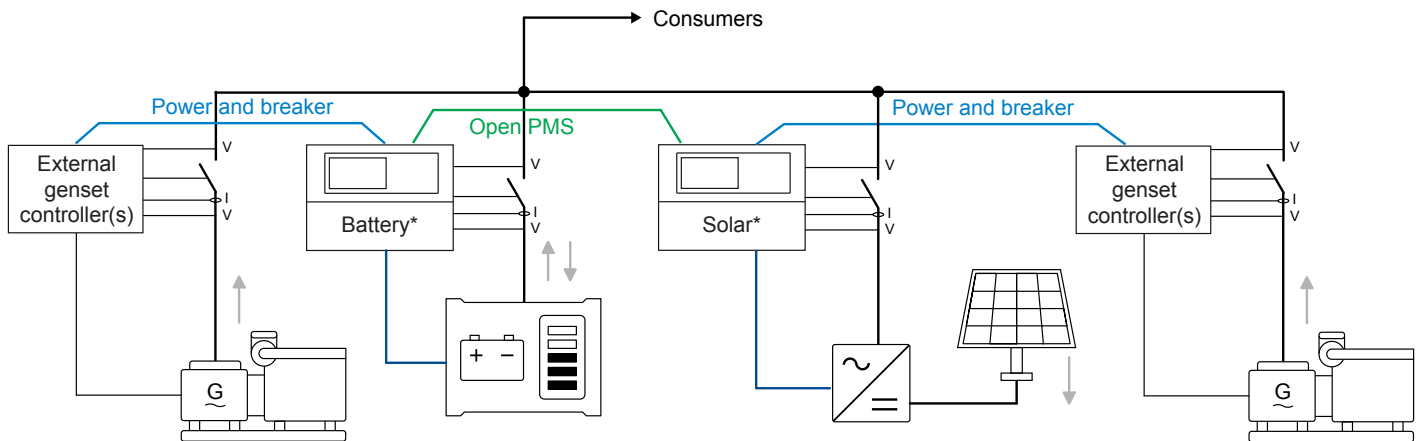 Consumers
Power and breaker
Open PMS
Power and breaker
External
genset
controller(s)
V
I
V
Battery*
V
I
V
Solar*
V
I
V
External
genset
controller(s)
V
I
V
G
~
+ −
~
=
G
~